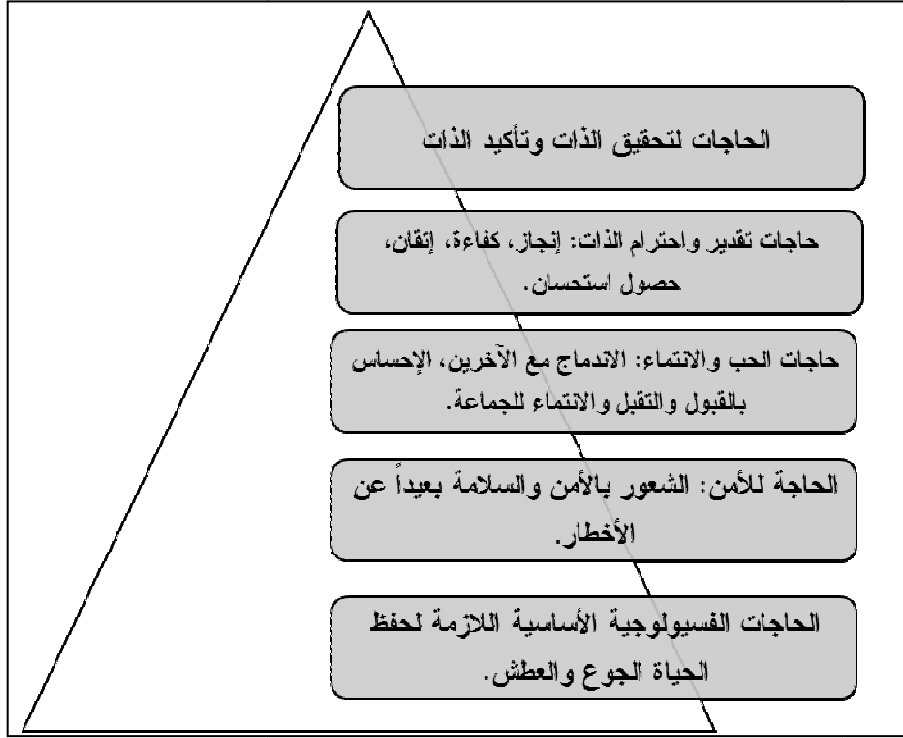 الحاجات لتحقيق الذات وتأكيد الذات
حاجات تقدير واحترام الذات: إنجاز، كفاءة، إتقان،
حصول استحسان.
حاجات الحب والانتماء: الاندماج مع الآخرين، الإحساس
بالقبول والتقبل والانتماء للجماعة.
الحاجة للأمن: الشعور بالأمن والسلامة بعيداً عن
الأخطار.
الحاجات الفسيولوجية الأساسية اللازمة لحفظ
الحياة الجوع والعطش.